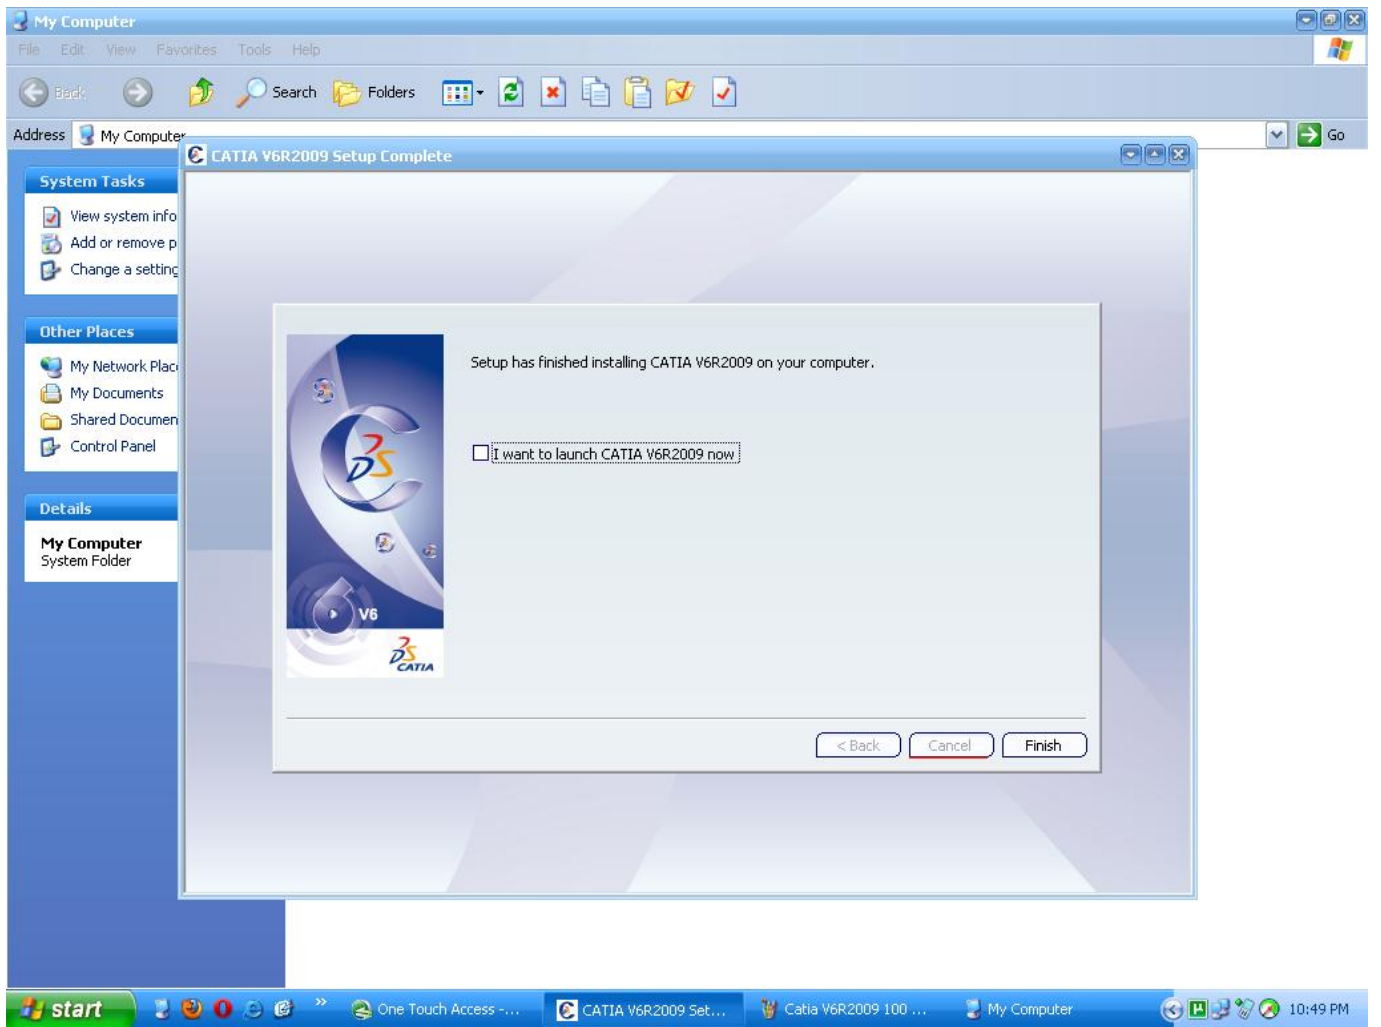 My Computer
File Edit View Favorites Tools Help
Back Search Folders
Address My Computer Go
CATIA V6R2009 Setup Complete
System Tasks
View system info
Add or remove p
Change a setting
Other Places
My Network Plac
My Documents
Shared Documen
Control Panel
Details
My Computer
System Folder
Setup has finished installing CATIA V6R2009 on your computer.
I want to launch CATIA V6R2009 now
V6
CATIA
< Back Cancel Finish
start » One Touch Access -... CATIA V6R2009 Set... Catia V6R2009 100 ... My Computer 10:49 PM